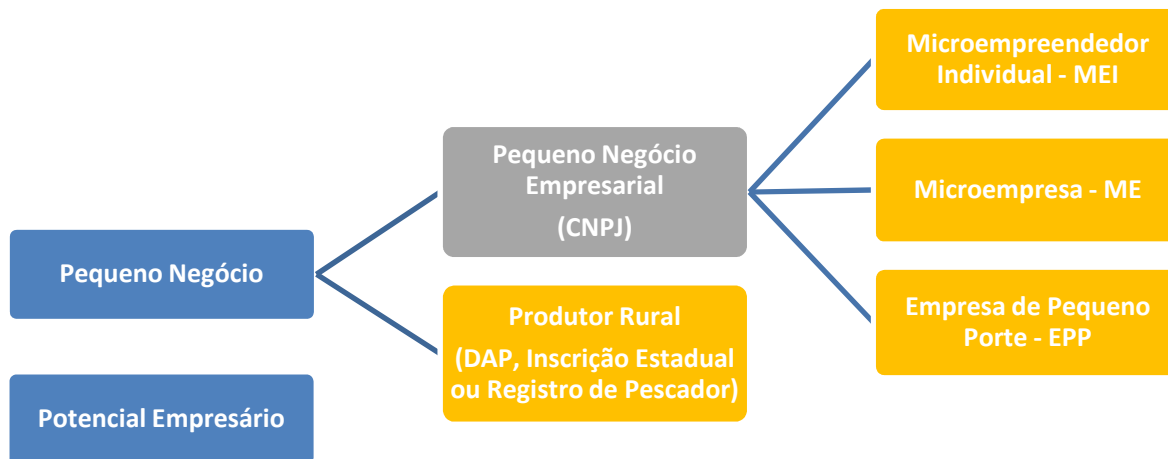 Pequeno Negócio
Potencial Empresário
Pequeno Negócio
Empresarial
(CNPJ)
Produtor Rural
(DAP, Inscrição Estadual
ou Registro de Pescador)
Microempreendedor
Individual - MEI
Microempresa - ME
Empresa de Pequeno
Porte - EPP